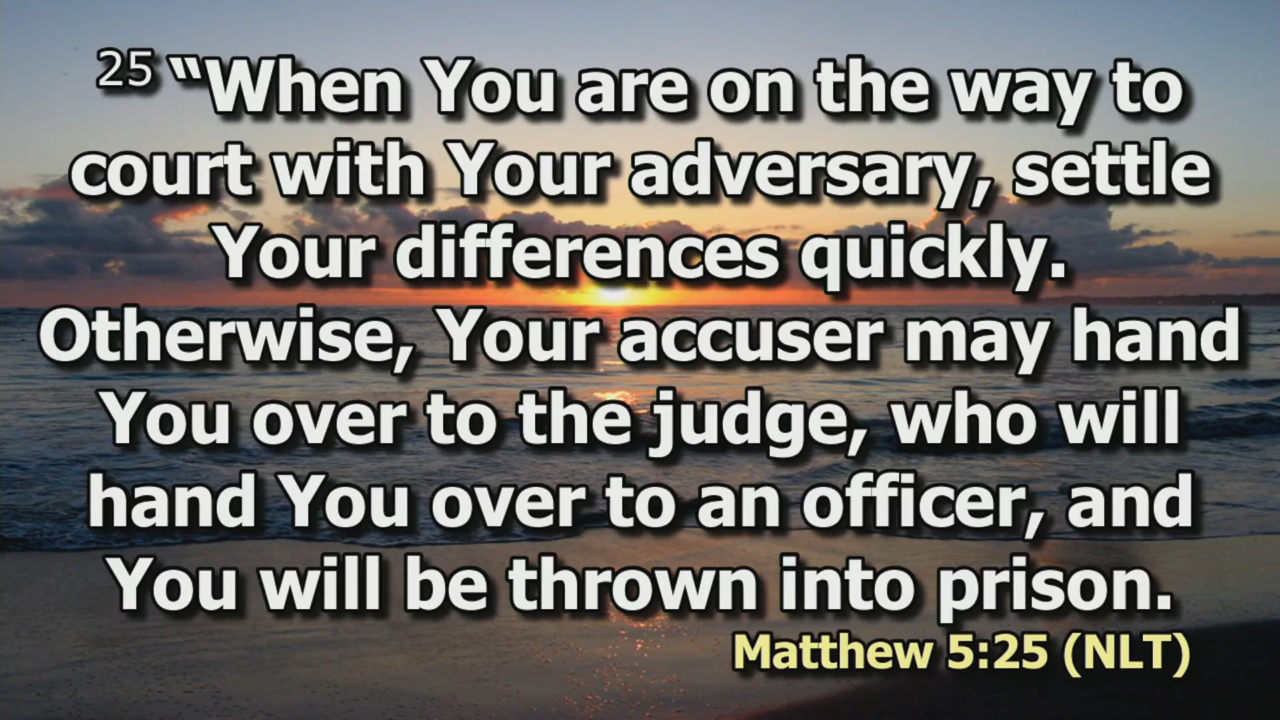 25 “When You are on the way to
court with Your adversary, settle
Your differences quickly.
Otherwise, Your accuser may hand
You over to the judge, who will
hand You over to an officer, and
You will be thrown into prison.
Matthew 5:25 (NLT)